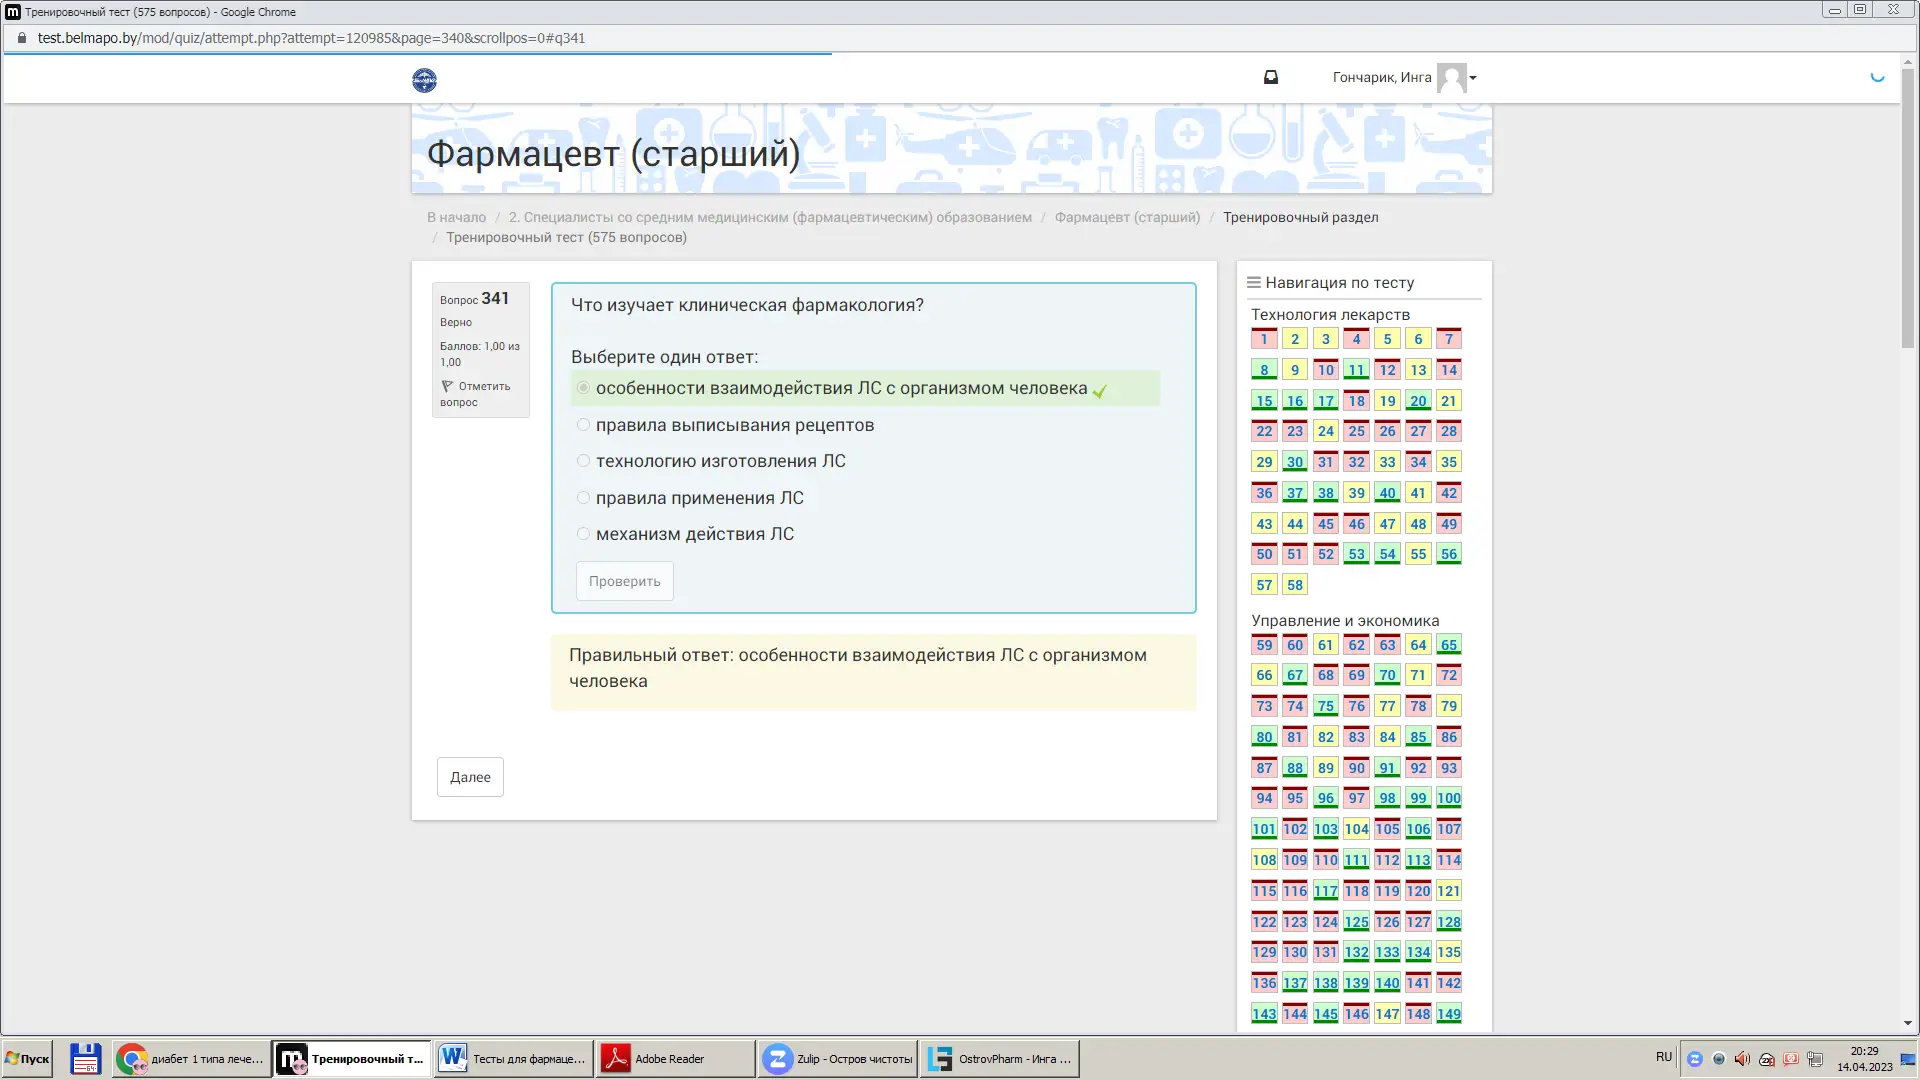 Тренировочный тест (575 вопросов) - Google Chrome
test.belmapo.by/mod/quiz/attempt.php?attempt=120985&page=340&scrollpos=0#q341
Гончарик, Инга
Фармацевт (старший)
В начало / 2. Специалисты со средним медицинским (фармацевтическим) образованием / Фармацевт (старший) / Тренировочный раздел
/ Тренировочный тест (575 вопросов)
Вопрос 341
Верно
Баллов: 1,00 из
1,00
Отметить
вопрос
Что изучает клиническая фармакология?
Выберите один ответ:
особенности взаимодействия ЛС с организмом человека
правила выписывания рецептов
технологию изготовления ЛС
правила применения ЛС
механизм действия ЛС
Проверить
Правильный ответ: особенности взаимодействия ЛС с организмом
человека
Далее
Навигация по тесту
Технология лекарств
1 2 3 4 5 6 7
8 9 10 11 12 13 14
15 16 17 18 19 20 21
22 23 24 25 26 27 28
29 30 31 32 33 34 35
36 37 38 39 40 41 42
43 44 45 46 47 48 49
50 51 52 53 54 55 56
57 58
Управление и экономика
59 60 61 62 63 64 65
66 67 68 69 70 71 72
73 74 75 76 77 78 79
80 81 82 83 84 85 86
87 88 89 90 91 92 93
94 95 96 97 98 99 100
101 102 103 104 105 106 107
108 109 110 111 112 113 114
115 116 117 118 119 120 121
122 123 124 125 126 127 128
129 130 131 132 133 134 135
136 137 138 139 140 141 142
143 144 145 146 147 148 149
Пуск
диабет 1 типа лече...
Тренировочный т...
Тесты для фармаце...
Adobe Reader
Zulip - Остров чистоты
OstrovPharm - Инга ...
RU
20:29
14.04.2023